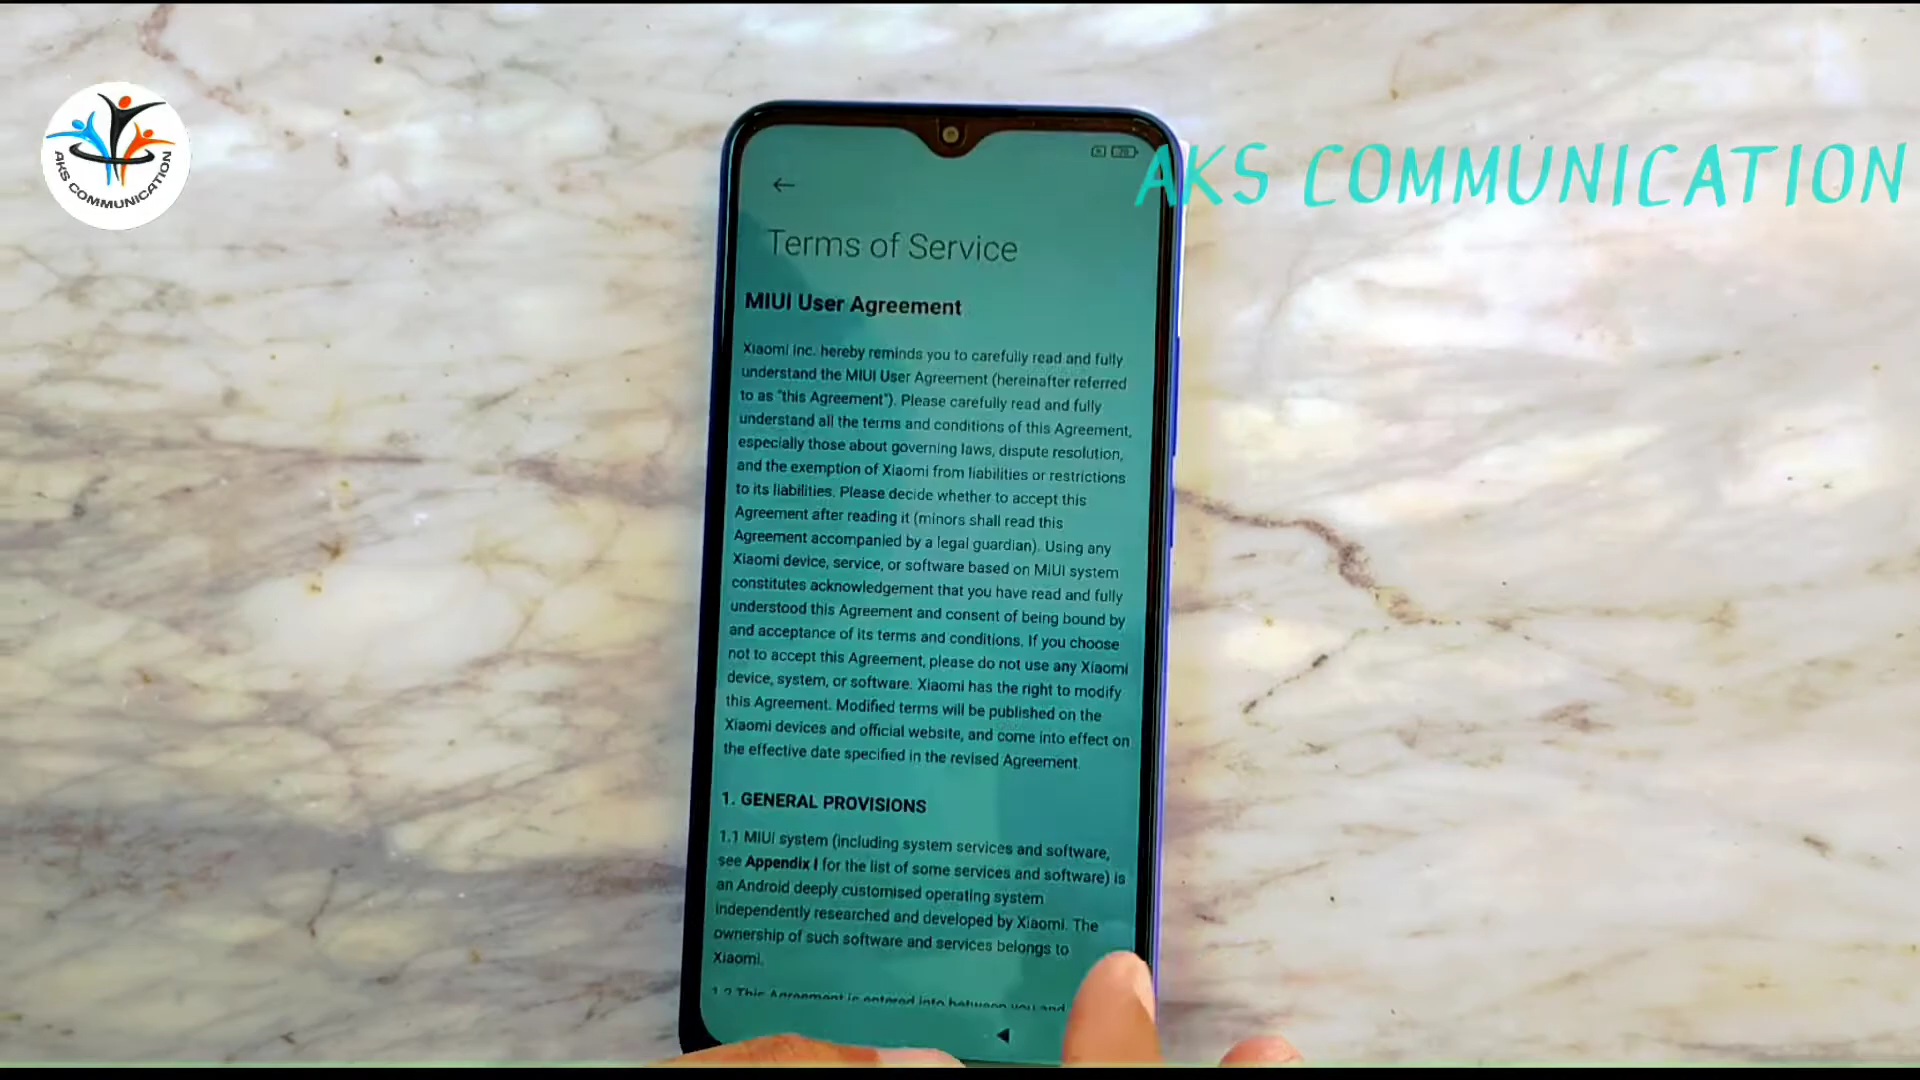 AKS COMMUNICATION
AKS COMMUNICATION
Terms of Service
MIUI User Agreement
Xiaomi Inc. hereby reminds you to carefully read and fully
understand the MIUI User Agreement (hereinafter referred
to as "this Agreement"). Please carefully read and fully
understand all the terms and conditions of this Agreement,
especially those about governing laws, dispute resolution,
and the exemption of Xiaomi from liabilities or restrictions
to its liabilities. Please decide whether to accept this
Agreement after reading it (minors shall read this
Agreement accompanied by a legal guardian). Using any
Xiaomi device, service, or software based on MIUI system
constitutes acknowledgement that you have read and fully
understood this Agreement and consent of being bound by
and acceptance of its terms and conditions. If you choose
not to accept this Agreement, please do not use any Xiaomi
device, system, or software. Xiaomi has the right to modify
this Agreement. Modified terms will be published on the
Xiaomi devices and official website, and come into effect on
the effective date specified in the revised Agreement.
1. GENERAL PROVISIONS
1.1 MIUI system (including system services and software,
see Appendix I for the list of some services and software) is
an Android deeply customised operating system
independently researched and developed by Xiaomi. The
ownership of such software and services belongs to
Xiaomi.
1.2 This Agreement is entered into between you and